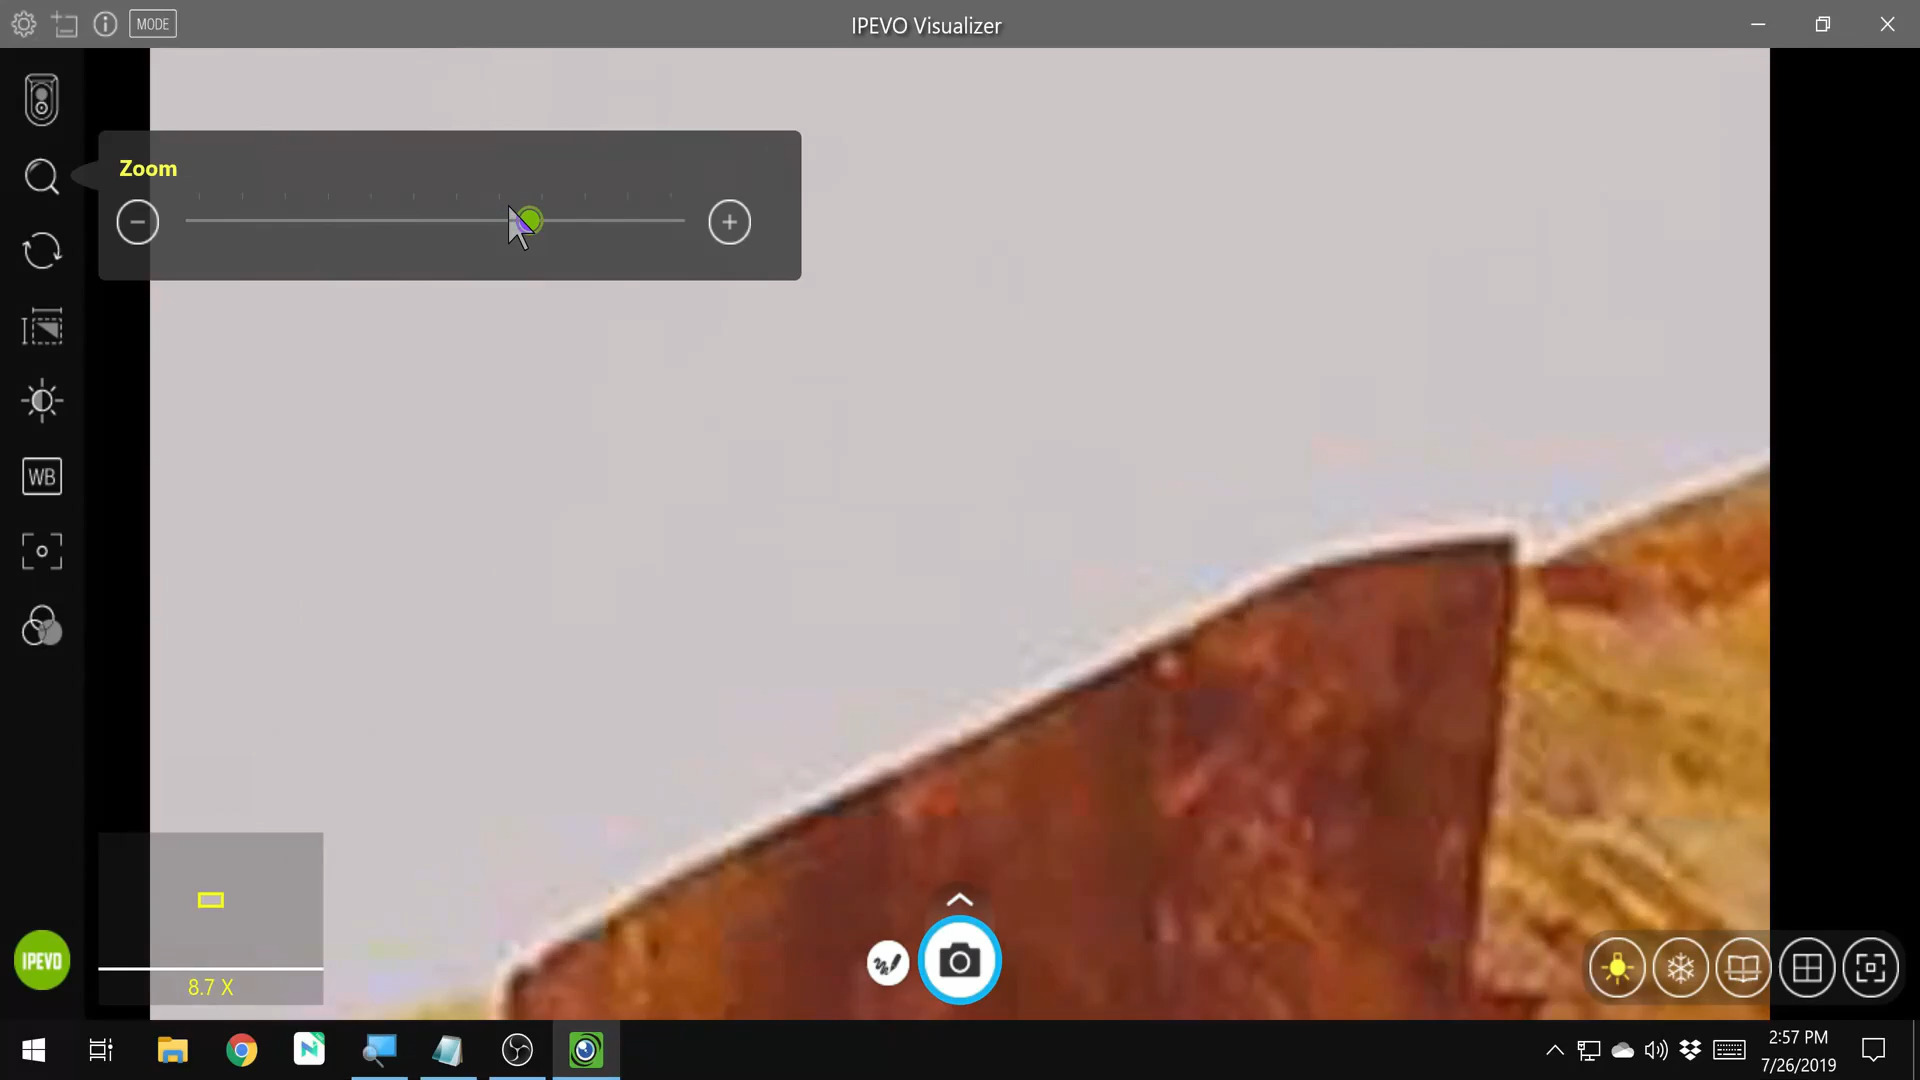 MODE
IPEVO Visualizer
Zoom
WB
IPEVO
8.7 X
2:57 PM
7/26/2019